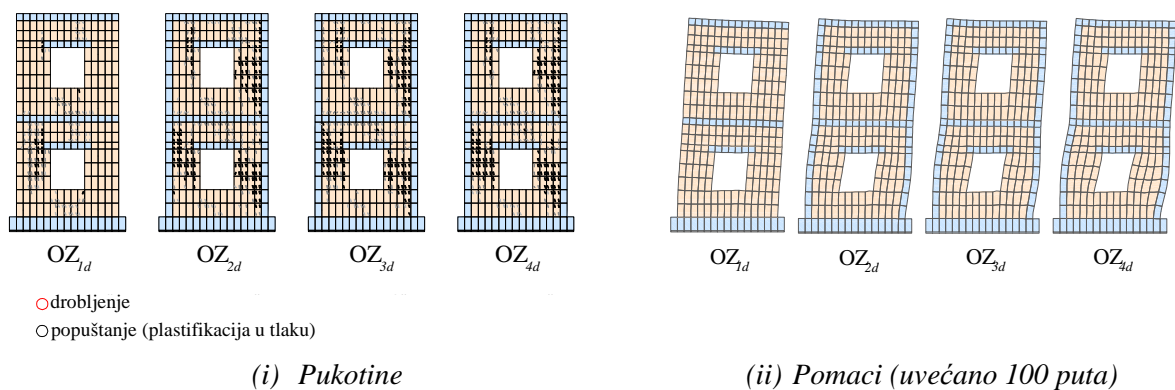 OZ1d OZ2d OZ3d OZ4d
OZ1d OZ2d OZ3d OZ4d
drobljenje
popuštanje (plastifikacija u tlaku)
(i) Pukotine
(ii) Pomaci (uvećano 100 puta)